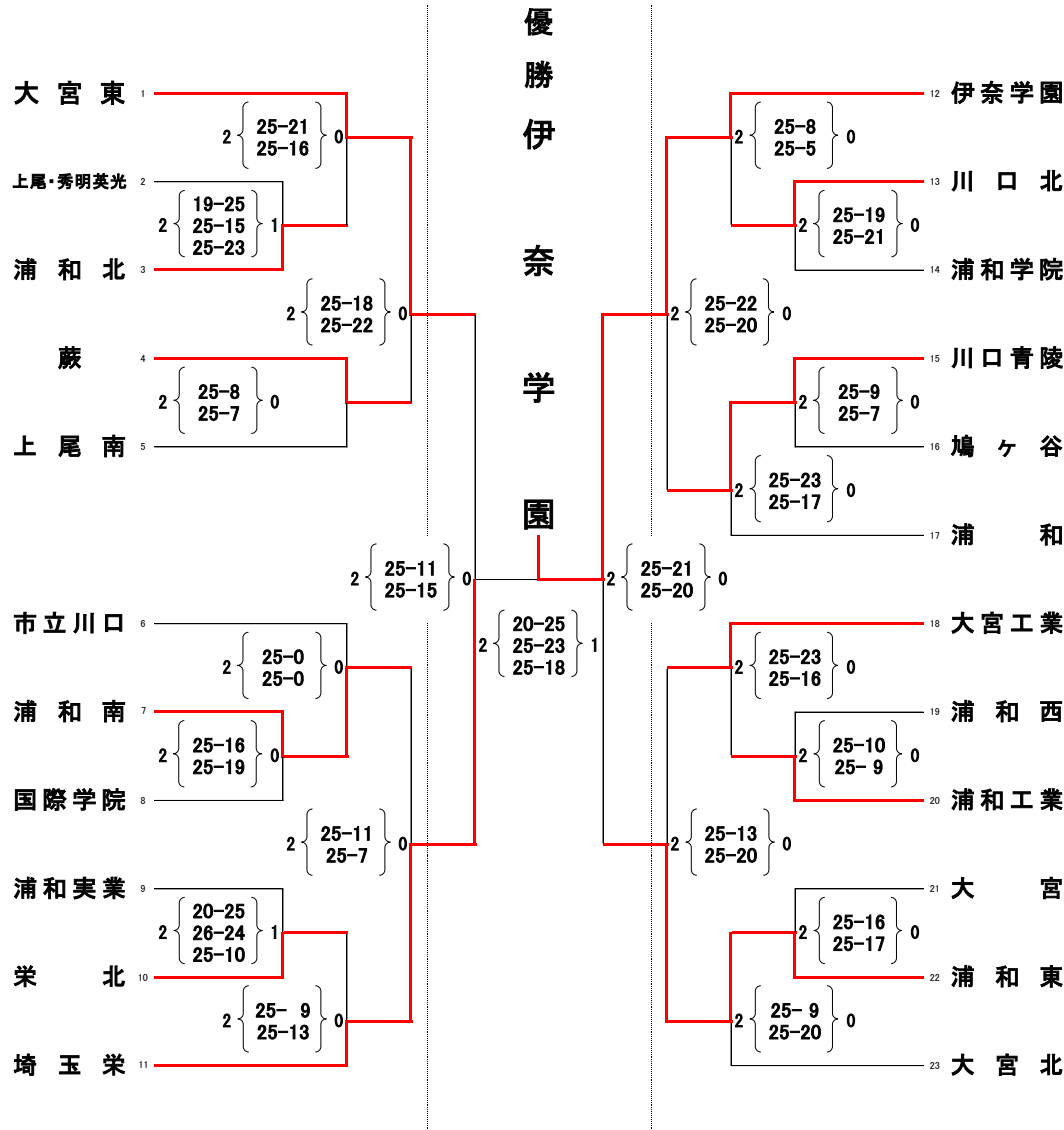 優勝 伊奈学園
大宮東 1
2 25-21 0
25-16
上尾・秀明英光 2
19-25
2 25-15 1
25-23
浦和北 3
2 25-18 0
25-22
蕨 4
2 25-8 0
25-7
上尾南 5
2 25-11 0
25-15
市立川口 6
2 25-0 0
25-0
浦和南 7
2 25-16 0
25-19
国際学院 8
2 25-11 0
25-7
浦和実業 9
20-25
2 26-24 1
25-10
栄北 10
2 25- 9 0
25-13
埼玉栄 11
20-25
2 25-23 1
25-18
12 伊奈学園
2 25-8 0
25-5
13 川口北
2 25-19 0
25-21
14 浦和学院
2 25-22 0
25-20
15 川口青陵
2 25-9 0
25-7
16 鳩ヶ谷
2 25-23 0
25-17
17 浦和
2 25-21 0
25-20
18 大宮工業
2 25-23 0
25-16
19 浦和西
2 25-10 0
25- 9
20 浦和工業
2 25-13 0
25-20
21 大宮
2 25-16 0
25-17
22 浦和東
2 25- 9 0
25-20
23 大宮北